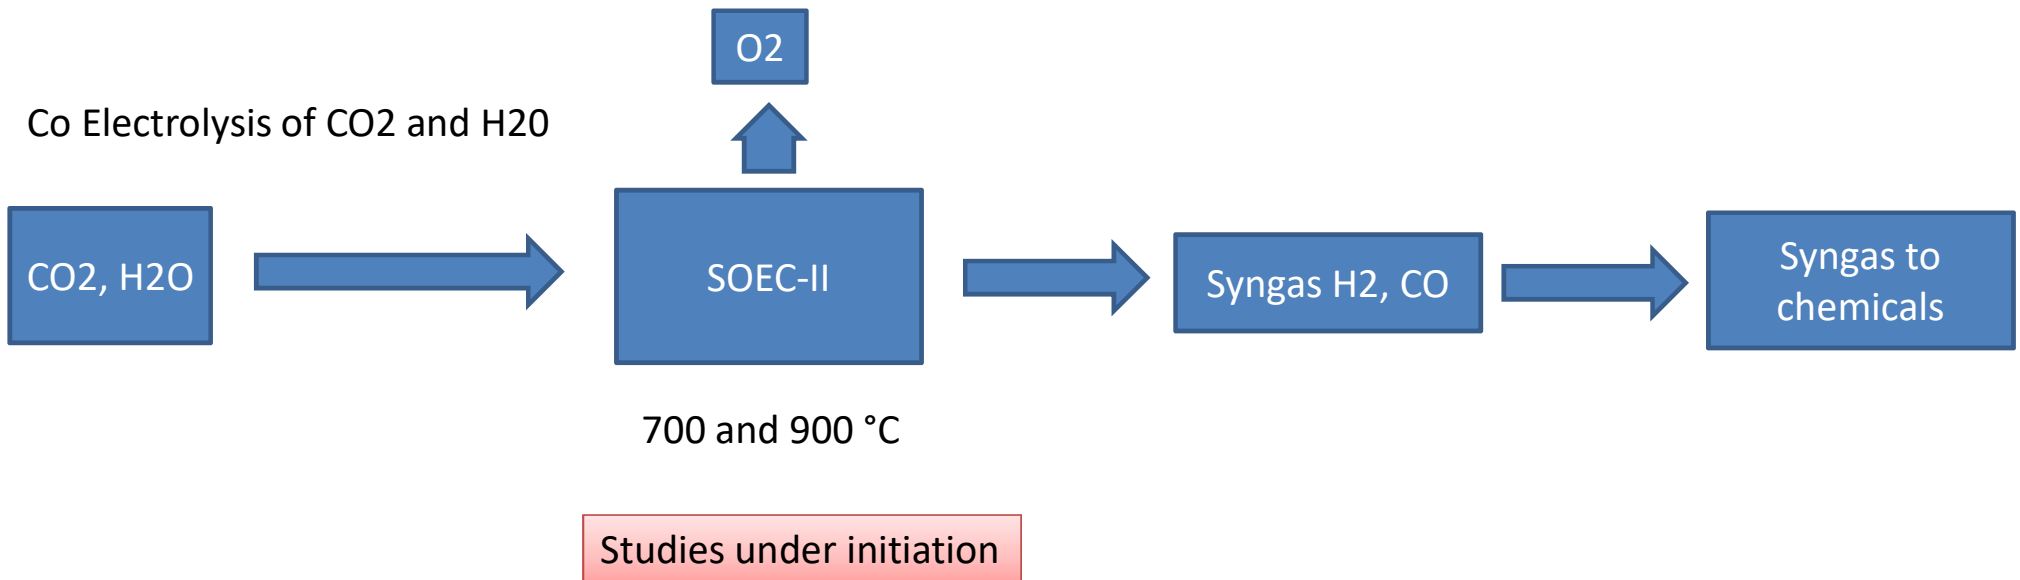 O2
Co Electrolysis of CO2 and H20
CO2, H2O
SOEC-II
Syngas H2, CO
Syngas to
chemicals
700 and 900 °C
Studies under initiation